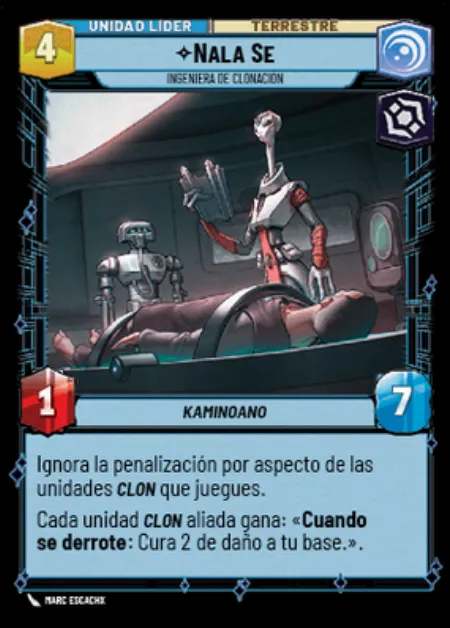 UNIDAD LÍDER
TERRESTRE
4
NALA SE
INGENIERA DE CLONACIÓN
1
KAMINOANO
7
Ignora la penalización por aspecto de las
unidades CLON que juegues.
Cada unidad CLON aliada gana: «Cuando
se derrote: Cura 2 de daño a tu base.».
MARC ESCACHX